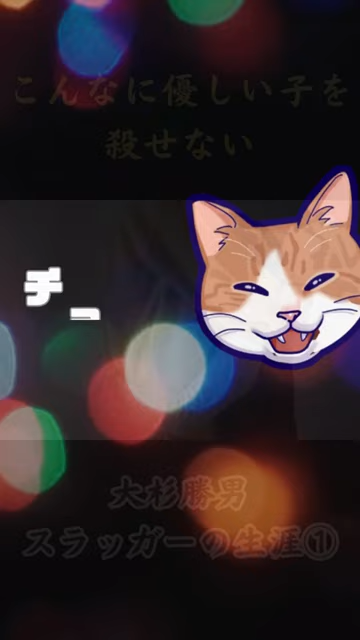 こんなに優しい子を
殺せない
チュ
大杉勝男
スラッガーの生涯①